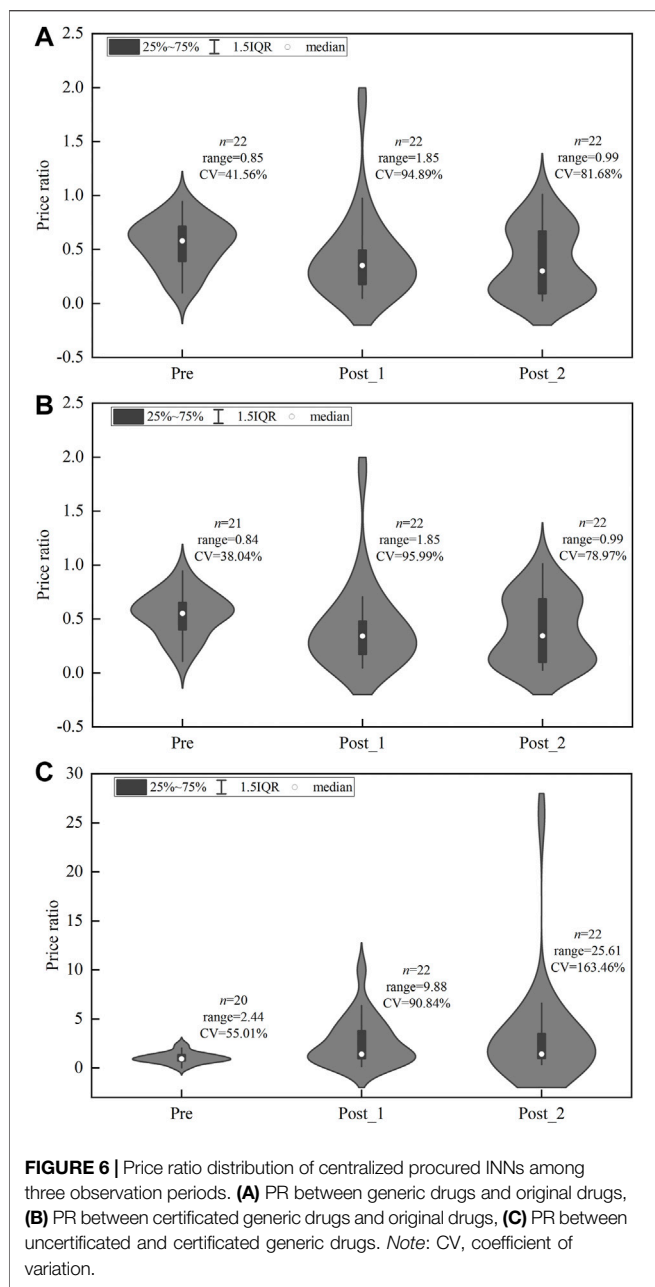 A
2.5
25%~75% 1.5IQR median
2.0
1.5
1.0
0.5
0.0
-0.5
Price ratio
n=22
range=0.85
CV=41.56%
n=22
range=1.85
CV=94.89%
n=22
range=0.99
CV=81.68%
Pre Post_1 Post_2
B
2.5
25%~75% 1.5IQR median
2.0
1.5
1.0
0.5
0.0
-0.5
Price ratio
n=21
range=0.84
CV=38.04%
n=22
range=1.85
CV=95.99%
n=22
range=0.99
CV=78.97%
Pre Post_1 Post_2
C
30
25%~75% 1.5IQR median
25
20
15
10
5
0
Price ratio
n=20
range=2.44
CV=55.01%
n=22
range=9.88
CV=90.84%
n=22
range=25.61
CV=163.46%
Pre Post_1 Post_2
FIGURE 6 | Price ratio distribution of centralized procured INNs among
three observation periods. (A) PR between generic drugs and original drugs,
(B) PR between certificated generic drugs and original drugs, (C) PR between
uncertificated and certificated generic drugs. Note: CV, coefficient of
variation.